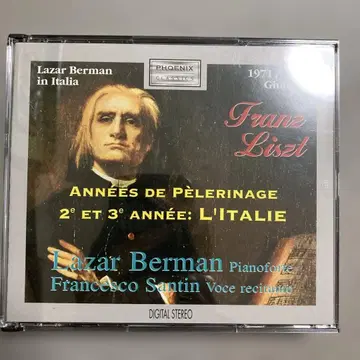 Lazar Berman
in Italia
PHOENIX
CLASSICS
1971
Franz
Liszt
ANNÉES DE PÈLERINAGE
2e ET 3e ANNÉE: L'ITALIE
Lazar Berman Pianoforte
Francesco Santin Voce recitante
DIGITAL STEREO